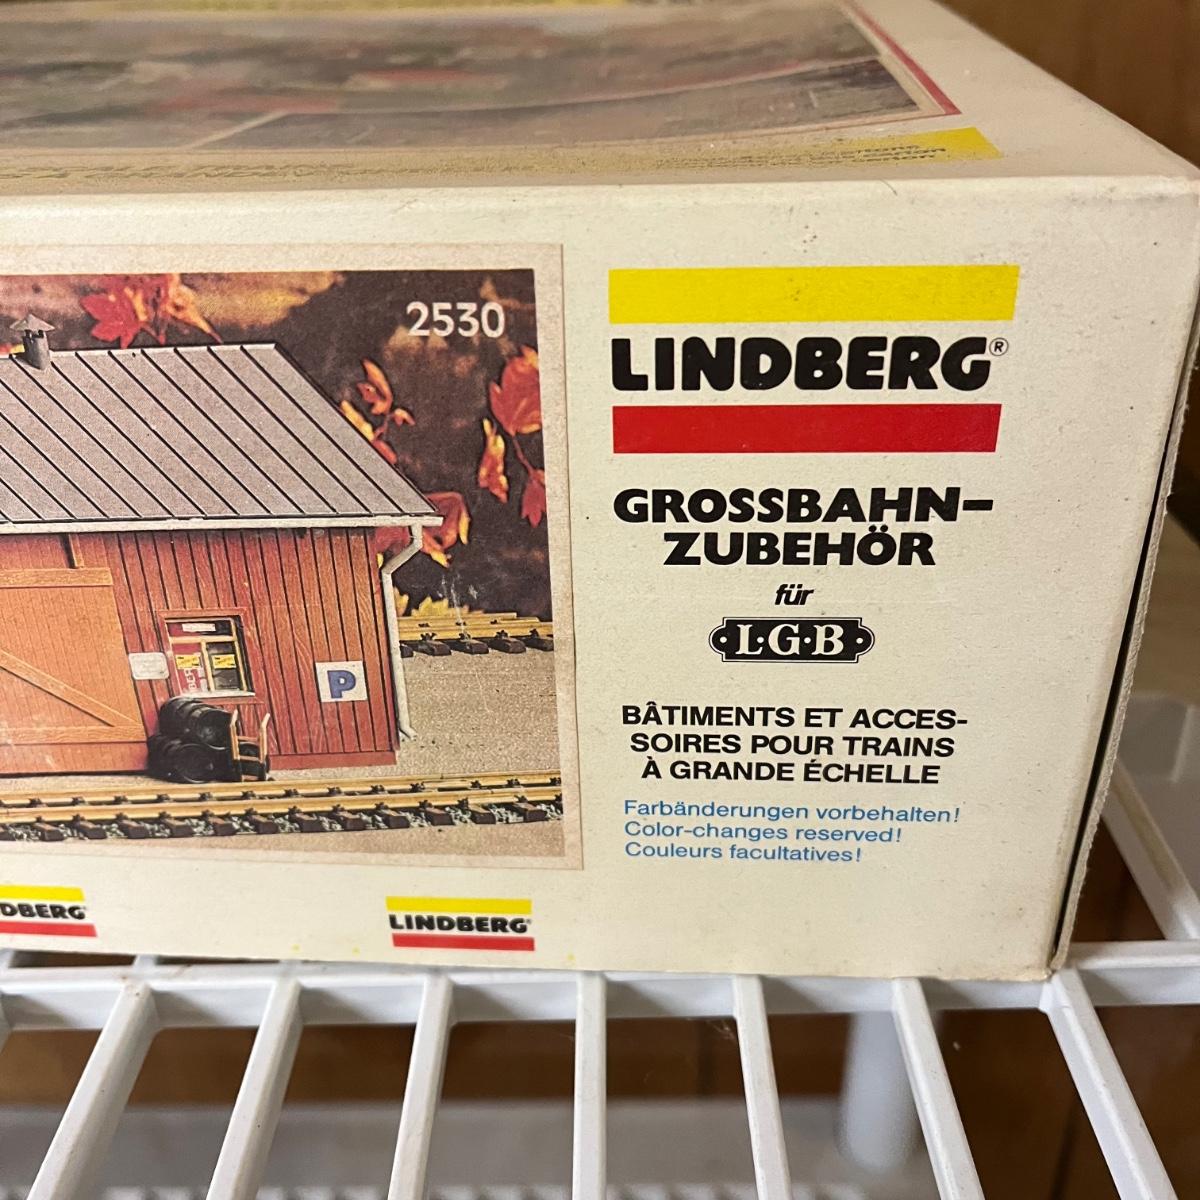 2530
LINDBERG®
GROSSBAHN-
ZUBEHÖR
für
L·G·B
BÂTIMENTS ET ACCES-
SOIRES POUR TRAINS
À GRANDE ÉCHELLE
Farbänderungen vorbehalten!
Color-changes reserved!
Couleurs facultatives!
P
DBERG
LINDBERG